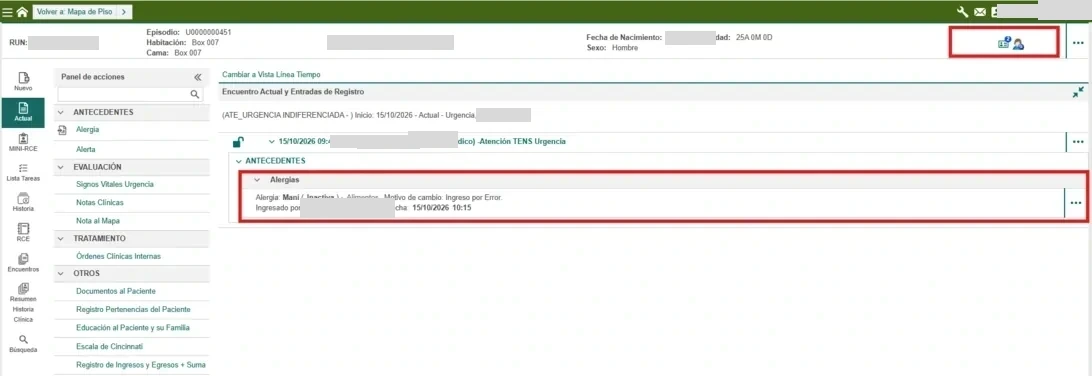 Volver a: Mapa de Piso
RUN:
Episodio: U0000000451
Habitación: Box 007
Cama: Box 007
Fecha de Nacimiento: dad: 25A 0M 0D
Sexo: Hombre
Nuevo
Actual
MINI-RCE
Lista Tareas
Historia
RCE
Encuentros
Resumen
Historia
Clínica
Búsqueda
Panel de acciones
ANTECEDENTES
Alergia
Alerta
EVALUACIÓN
Signos Vitales Urgencia
Notas Clínicas
Nota al Mapa
TRATAMIENTO
Órdenes Clínicas Internas
OTROS
Documentos al Paciente
Registro Pertenencias del Paciente
Educación al Paciente y su Familia
Escala de Cincinnati
Registro de Ingresos y Egresos + Suma
Cambiar a Vista Línea Tiempo
Encuentro Actual y Entradas de Registro
(ATE_URGENCIA INDIFERENCIADA - ) Inicio: 15/10/2026 - Actual - Urgencia.
15/10/2026 09:4 dico) -Atención TENS Urgencia
ANTECEDENTES
Alergias
Alergia: Mani ( Inactiva ) - Alimentos. Motivo de cambio: Ingreso por Error.
Ingresado por cha 15/10/2026 10:15